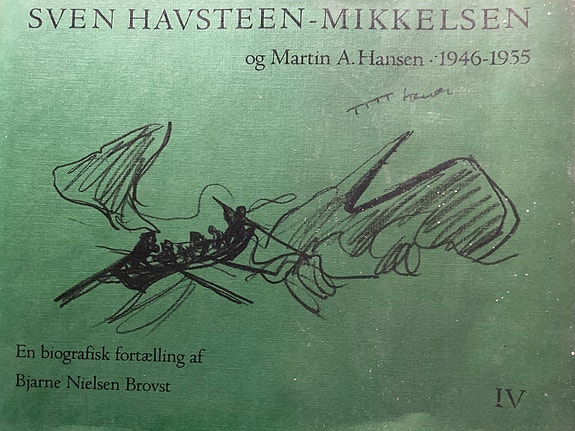 SVEN HAVSTEEN-MIKKELSEN
og Martin A. Hansen · 1946-1955
En biografisk fortælling af
Bjarne Nielsen Brovst
IV